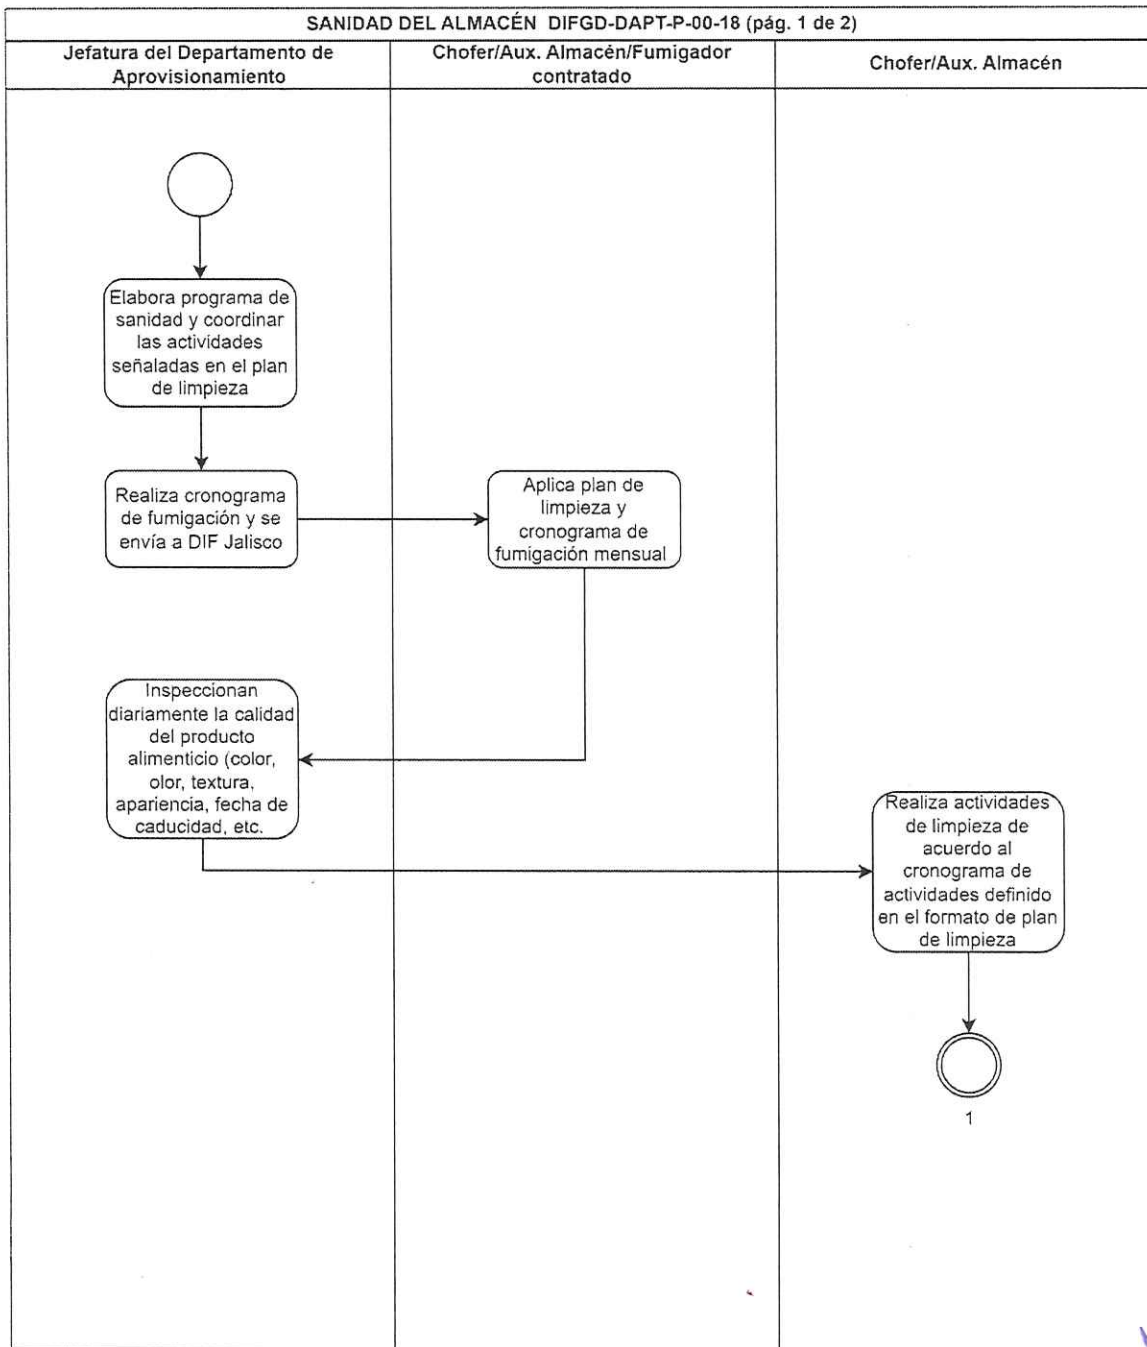 SANIDAD DEL ALMACÉN DIFGD-DAPT-P-00-18 (pág. 1 de 2)
Jefatura del Departamento de
Aprovisionamiento
Chofer/Aux. Almacén/Fumigador
contratado
Chofer/Aux. Almacén
Elabora programa de
sanidad y coordinar
las actividades
señaladas en el plan
de limpieza
Realiza cronograma
de fumigación y se
envía a DIF Jalisco
Aplica plan de
limpieza y
cronograma de
fumigación mensual
Inspeccionan
diariamente la calidad
del producto
alimenticio (color,
olor, textura,
apariencia, fecha de
caducidad, etc.
Realiza actividades
de limpieza de
acuerdo al
cronograma de
actividades definido
en el formato de plan
de limpieza
1